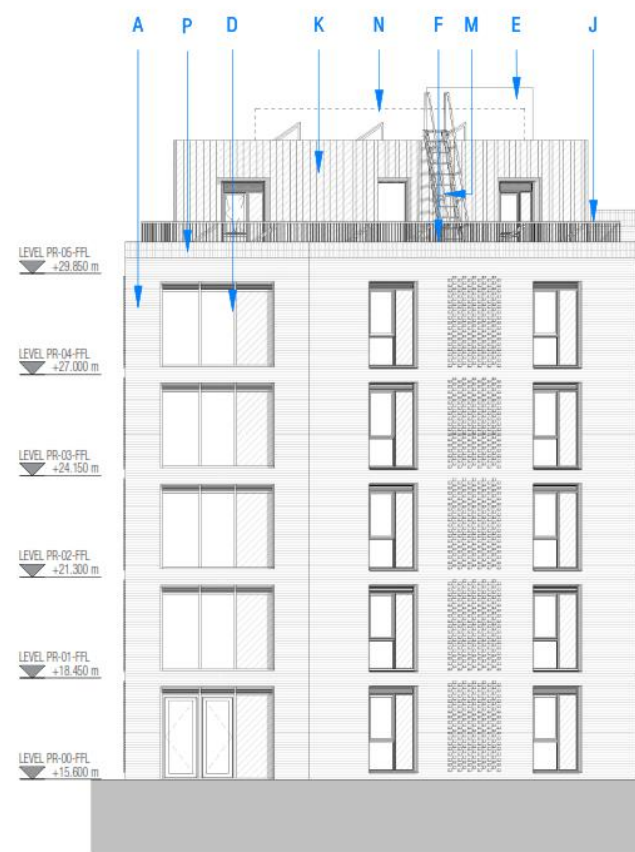 A P D K N F M E J
LEVEL PR-05-FFL
+29.850 m
LEVEL PR-04-FFL
+27.000 m
LEVEL PR-03-FFL
+24.150 m
LEVEL PR-02-FFL
+21.300 m
LEVEL PR-01-FFL
+18.450 m
LEVEL PR-00-FFL
+15.600 m